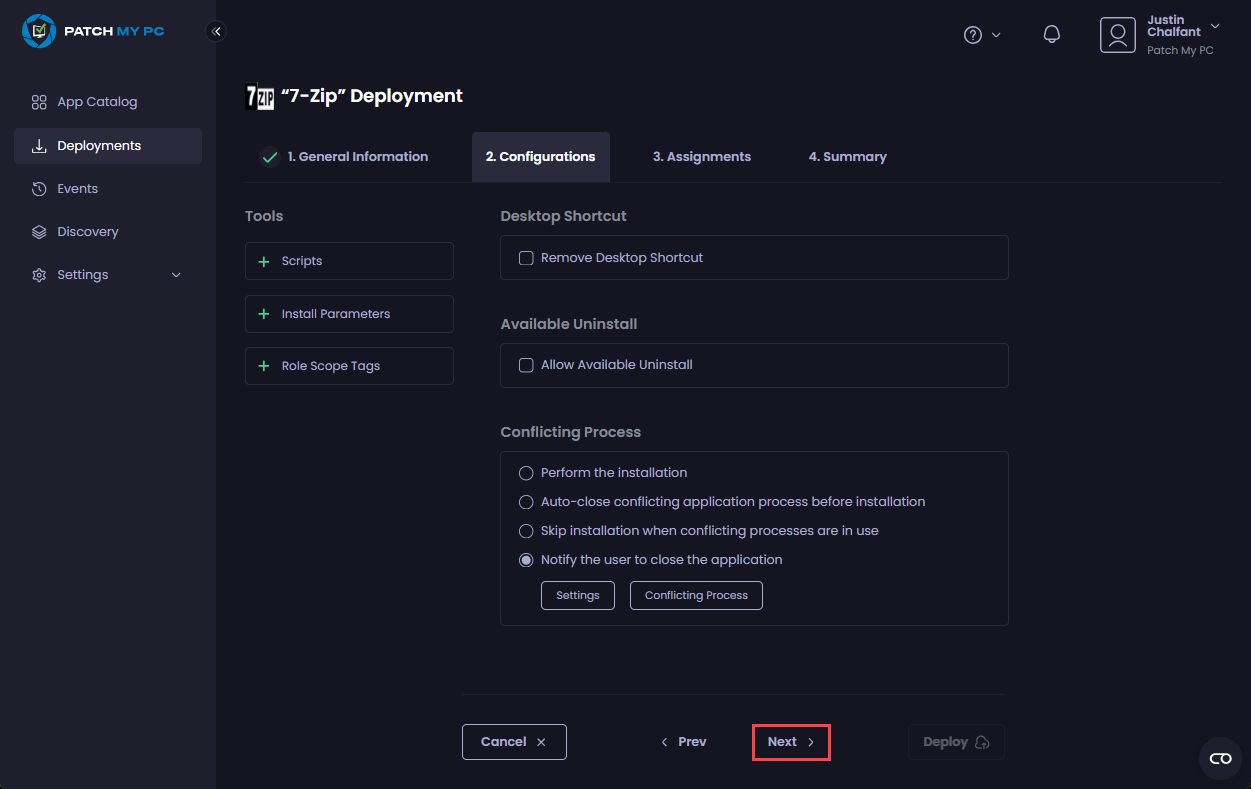 PATCH MY PC
Justin
Chalfant
Patch My PC
App Catalog
Deployments
Events
Discovery
Settings
7ZIP “7-Zip” Deployment
1. General Information
2. Configurations
3. Assignments
4. Summary
Tools
Scripts
Install Parameters
Role Scope Tags
Desktop Shortcut
Remove Desktop Shortcut
Available Uninstall
Allow Available Uninstall
Conflicting Process
Perform the installation
Auto-close conflicting application process before installation
Skip installation when conflicting processes are in use
Notify the user to close the application
Settings
Conflicting Process
Cancel
Prev
Next
Deploy